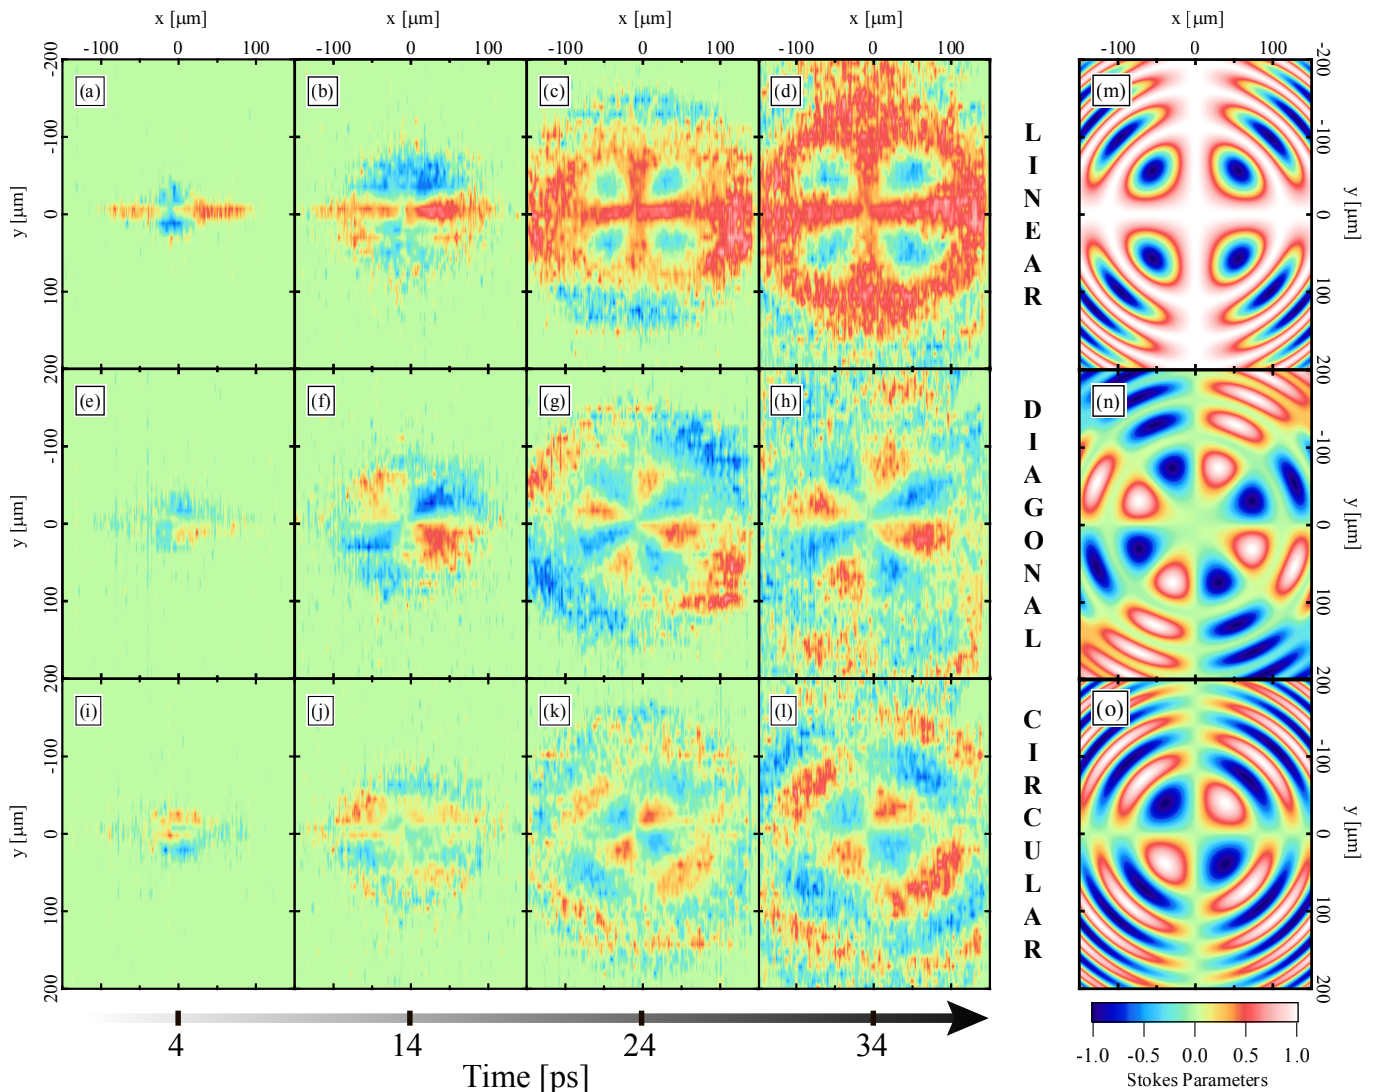 x [μm] x [μm] x [μm] x [μm] x [μm]
-100 0 100 -100 0 100 -100 0 100 -100 0 100 -100 0 100
-200 (a) (b) (c) (d) (m) -200
-100 -100
y [μm] 0 0 y [μm]
100 100
200 200
(e) (f) (g) (h) (n)
-100 -100
y [μm] 0 0 y [μm]
100 100
200 200
(i) (j) (k) (l) (o)
-100 -100
y [μm] 0 0 y [μm]
100 100
200 200
LINEAR
DIAGONAL
CIRCULAR
4 14 24 34
Time [ps]
-1.0 -0.5 0.0 0.5 1.0
Stokes Parameters